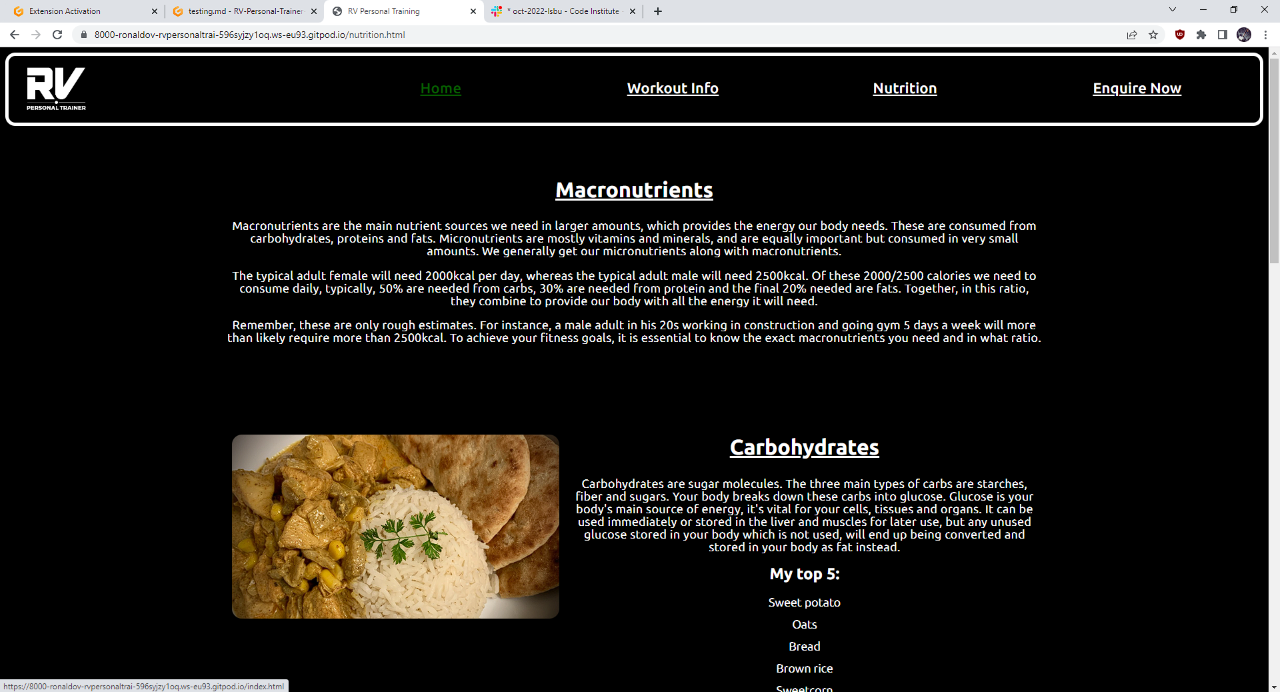 Extension Activation
testing.md - RV-Personal-Trainer
RV Personal Training
* oct-2022-lsbu - Code Institute
8000-ronaldov-rvpersonaltrai-596syjzy1oq.ws-eu93.gitpod.io/nutrition.html
RV
PERSONAL TRAINER
Home
Workout Info
Nutrition
Enquire Now
Macronutrients
Macronutrients are the main nutrient sources we need in larger amounts, which provides the energy our body needs. These are consumed from
carbohydrates, proteins and fats. Micronutrients are mostly vitamins and minerals, and are equally important but consumed in very small
amounts. We generally get our micronutrients along with macronutrients.
The typical adult female will need 2000kcal per day, whereas the typical adult male will need 2500kcal. Of these 2000/2500 calories we need to
consume daily, typically, 50% are needed from carbs, 30% are needed from protein and the final 20% needed are fats. Together, in this ratio,
they combine to provide our body with all the energy it will need.
Remember, these are only rough estimates. For instance, a male adult in his 20s working in construction and going gym 5 days a week will more
than likely require more than 2500kcal. To achieve your fitness goals, it is essential to know the exact macronutrients you need and in what ratio.
Carbohydrates
Carbohydrates are sugar molecules. The three main types of carbs are starches,
fiber and sugars. Your body breaks down these carbs into glucose. Glucose is your
body's main source of energy, it's vital for your cells, tissues and organs. It can be
used immediately or stored in the liver and muscles for later use, but any unused
glucose stored in your body which is not used, will end up being converted and
stored in your body as fat instead.
My top 5:
Sweet potato
Oats
Bread
Brown rice
Sweetcorn
https://8000-ronaldov-rvpersonaltrai-596syjzy1oq.ws-eu93.gitpod.io/index.html